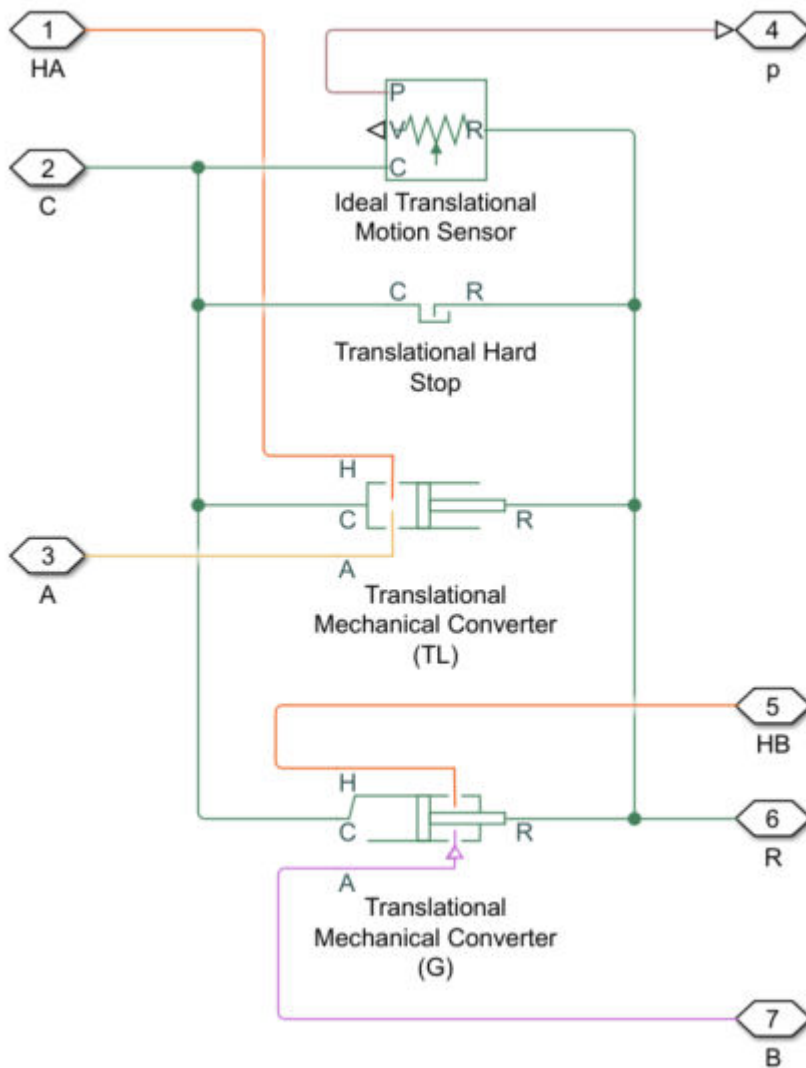 1
HA
4
p
P
V
R
C
2
C
Ideal Translational
Motion Sensor
C
R
Translational Hard
Stop
H
C
R
3
A
A
Translational
Mechanical Converter
(TL)
5
HB
H
C
R
6
R
A
Translational
Mechanical Converter
(G)
7
B